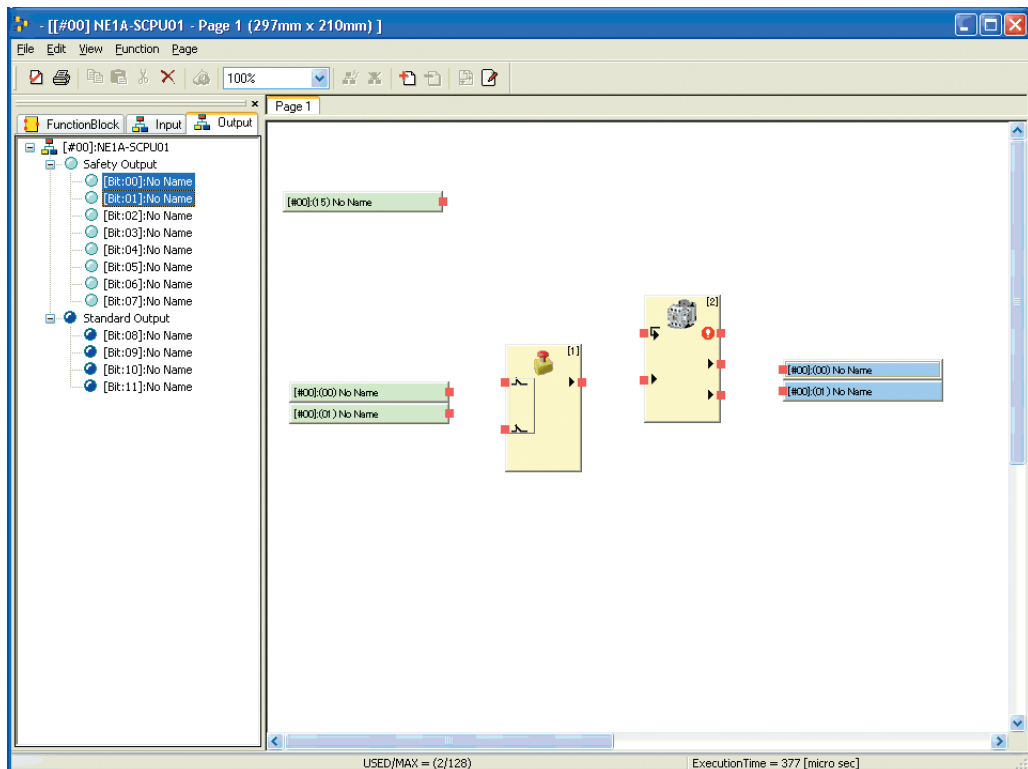 - [[#00] NE1A-SCPU01 - Page 1 (297mm x 210mm) ]
File Edit View Function Page
100%
Page 1
FunctionBlock Input Output
[#00]:NE1A-SCPU01
Safety Output
[Bit:00]:No Name
[Bit:01]:No Name
[Bit:02]:No Name
[Bit:03]:No Name
[Bit:04]:No Name
[Bit:05]:No Name
[Bit:06]:No Name
[Bit:07]:No Name
Standard Output
[Bit:08]:No Name
[Bit:09]:No Name
[Bit:10]:No Name
[Bit:11]:No Name
[#00]:(15) No Name
[2]
[1]
[#00]:(00) No Name
[#00]:(01) No Name
[#00]:(00) No Name
[#00]:(01) No Name
USED/MAX = (2/128)
ExecutionTime = 377 [micro sec]